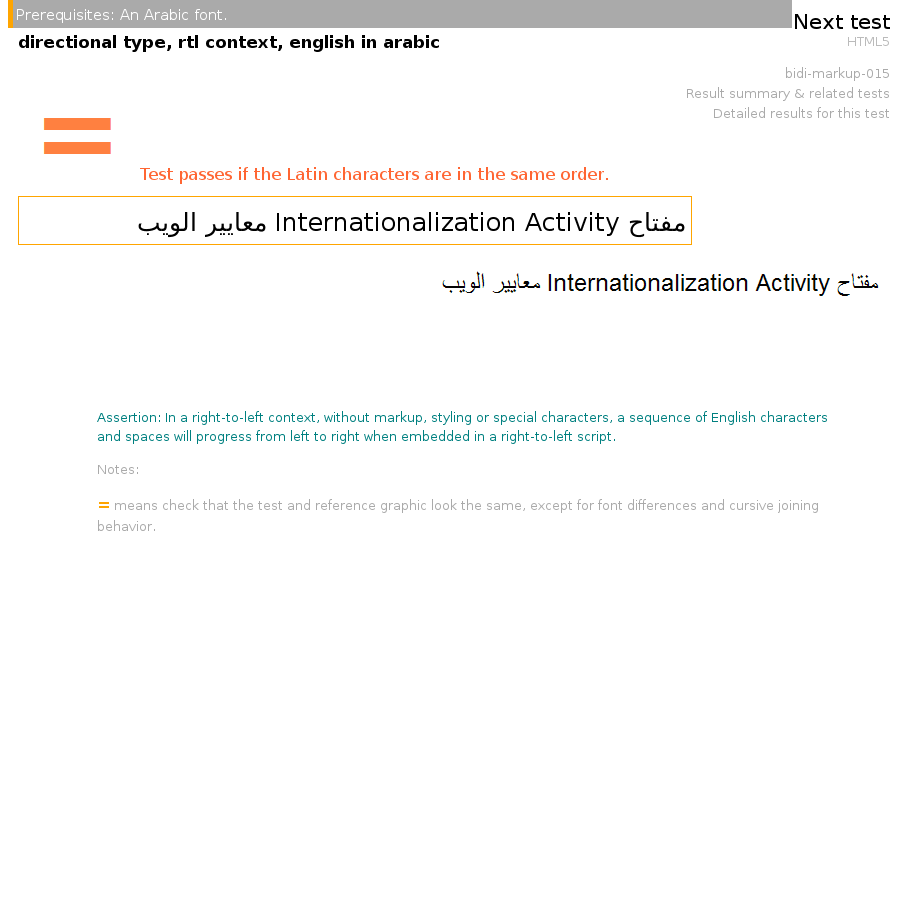 Prerequisites: An Arabic font.
Next test
directional type, rtl context, english in arabic
HTML5
bidi-markup-015
Result summary & related tests
Detailed results for this test
Test passes if the Latin characters are in the same order.
مفتاح Internationalization Activity معايير الويب
مفتاح Internationalization Activity معايير الويب
Assertion: In a right-to-left context, without markup, styling or special characters, a sequence of English characters
and spaces will progress from left to right when embedded in a right-to-left script.
Notes:
= means check that the test and reference graphic look the same, except for font differences and cursive joining
behavior.